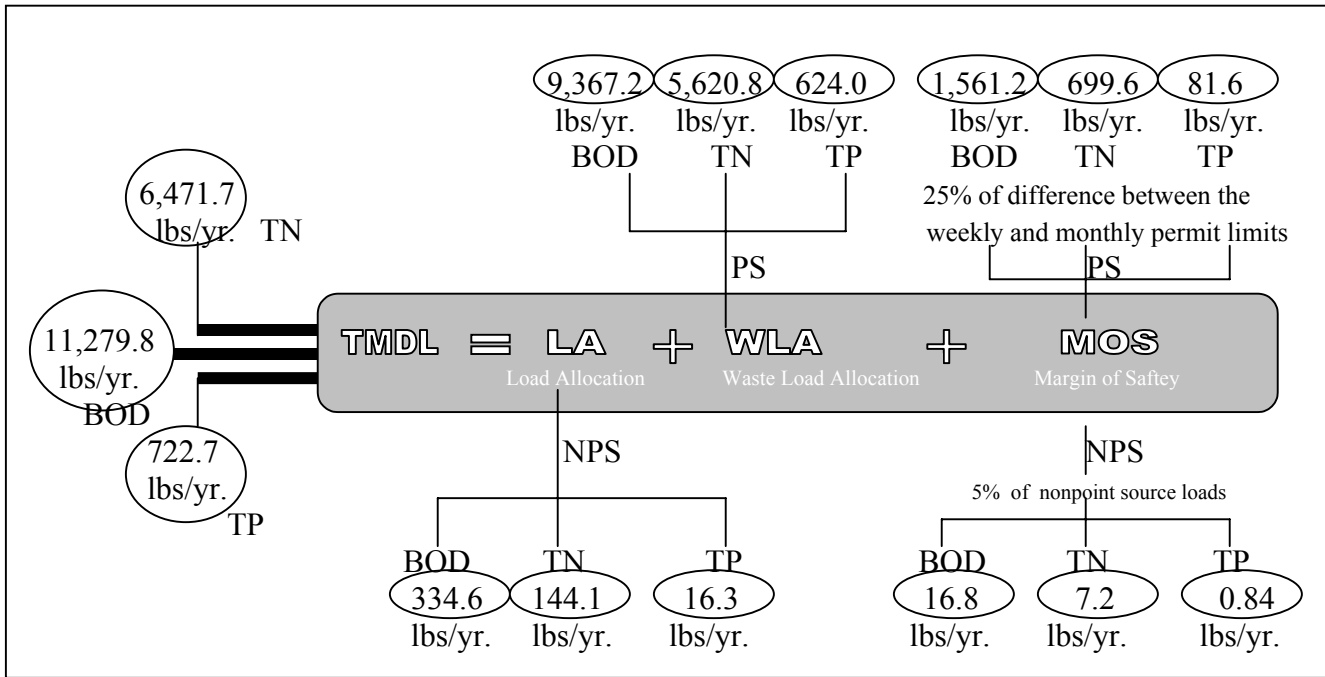 9,367.2 5,620.8 624.0 1,561.2 699.6 81.6
lbs/yr. lbs/yr. lbs/yr. lbs/yr. lbs/yr. lbs/yr.
BOD TN TP BOD TN TP
25% of difference between the
weekly and monthly permit limits
PS PS
6,471.7
lbs/yr. TN
11,279.8
lbs/yr.
BOD
722.7
lbs/yr.
TP
TMDL = LA + WLA + MOS
Load Allocation Waste Load Allocation Margin of Saftey
NPS NPS
5% of nonpoint source loads
BOD TN TP BOD TN TP
334.6 144.1 16.3 16.8 7.2 0.84
lbs/yr. lbs/yr. lbs/yr. lbs/yr. lbs/yr. lbs/yr.